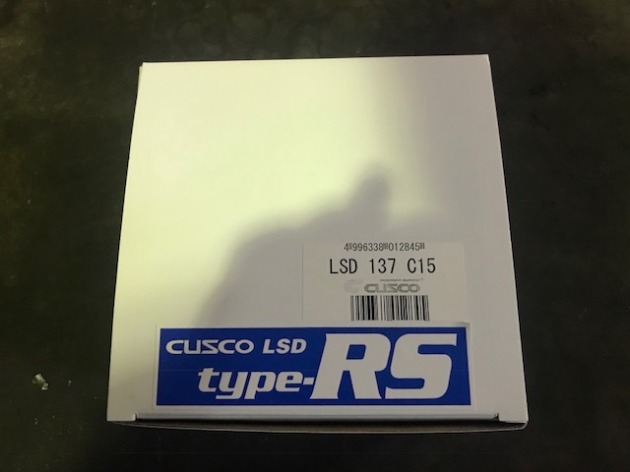 4996338012845
LSD 137 C15
CUSCO
CUSCO LSD
type-RS